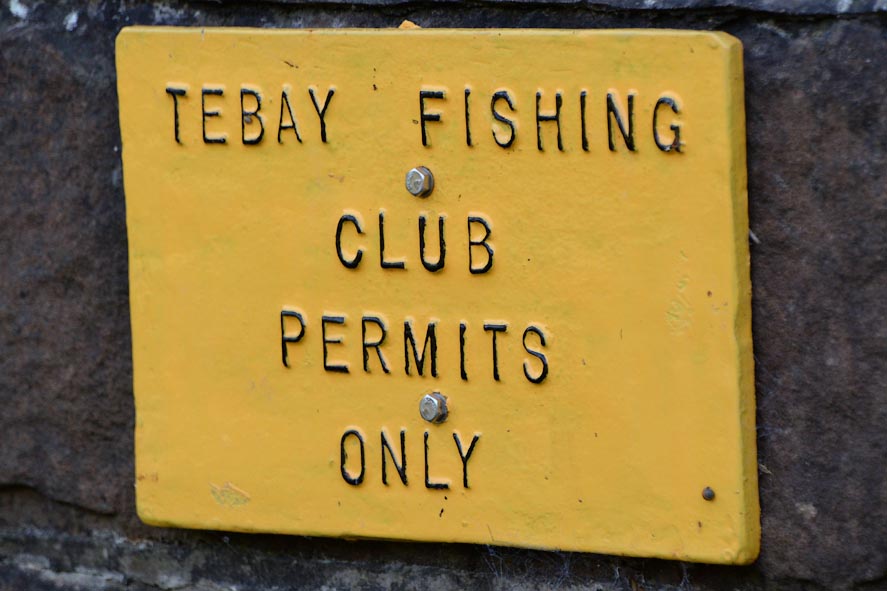 TEBAY FISHING
CLUB
PERMITS
ONLY